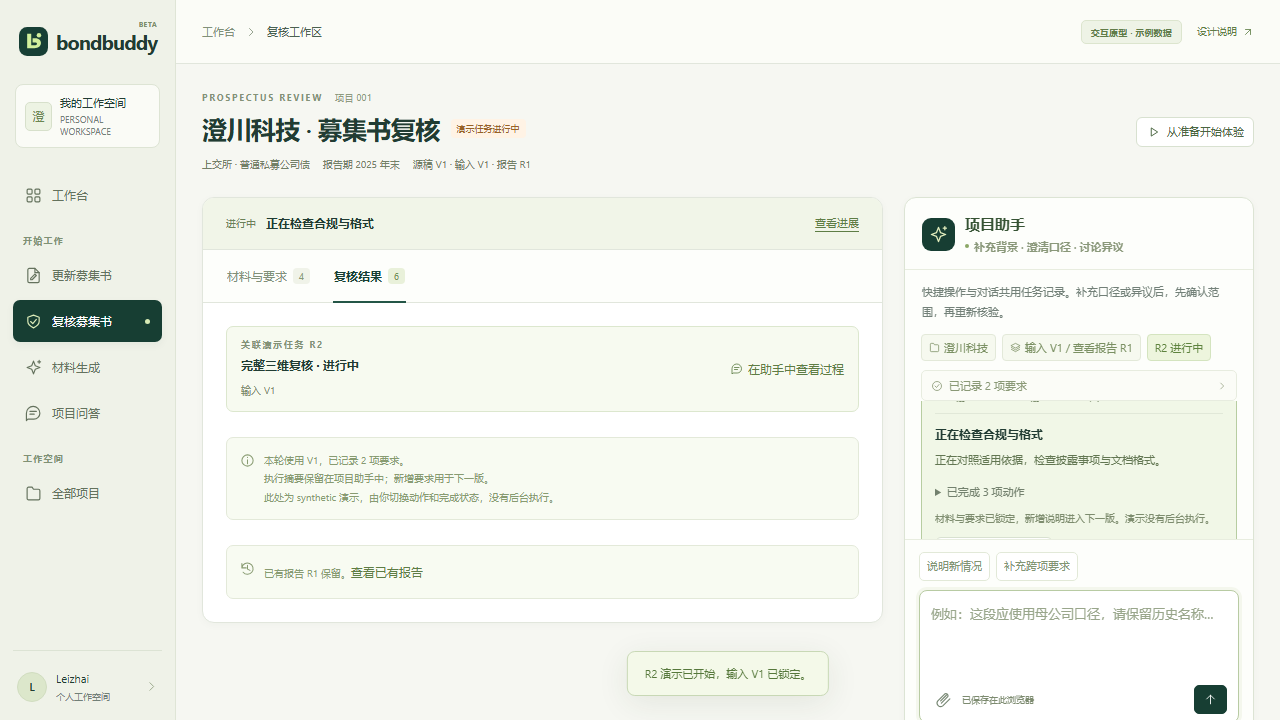 BETA
bondbuddy
澄
我的工作空间
PERSONAL
WORKSPACE
工作台
开始工作
更新募集书
复核募集书
材料生成
项目问答
工作空间
全部项目
L
Leizhai
个人工作空间
工作台
复核工作区
交互原型 · 示例数据
设计说明
PROSPECTUS REVIEW 项目 001
澄川科技 · 募集书复核
演示任务进行中
从准备开始体验
上交所 · 普通私募公司债 报告期 2025 年末 源稿 V1 · 输入 V1 · 报告 R1
进行中 正在检查合规与格式
查看进展
材料与要求 4
复核结果 6
关联演示任务 R2
完整三维复核 · 进行中
输入 V1
在助手中查看过程
本轮使用 V1，已记录 2 项要求。
执行摘要保留在项目助手中；新增要求用于下一版。
此处为 synthetic 演示，由你切换动作和完成状态，没有后台执行。
已有报告 R1 保留。查看已有报告
R2 演示已开始，输入 V1 已锁定。
项目助手
补充背景 · 澄清口径 · 讨论异议
快捷操作与对话共用任务记录。补充口径或异议后，先确认范
围，再重新核验。
澄川科技
输入 V1 / 查看报告 R1
R2 进行中
已记录 2 项要求
正在检查合规与格式
正在对照适用依据，检查披露事项与文档格式。
已完成 3 项动作
材料与要求已锁定，新增说明进入下一版。演示没有后台执行。
说明新情况
补充跨项要求
例如：这段应使用母公司口径，请保留历史名称...
已保存在此浏览器